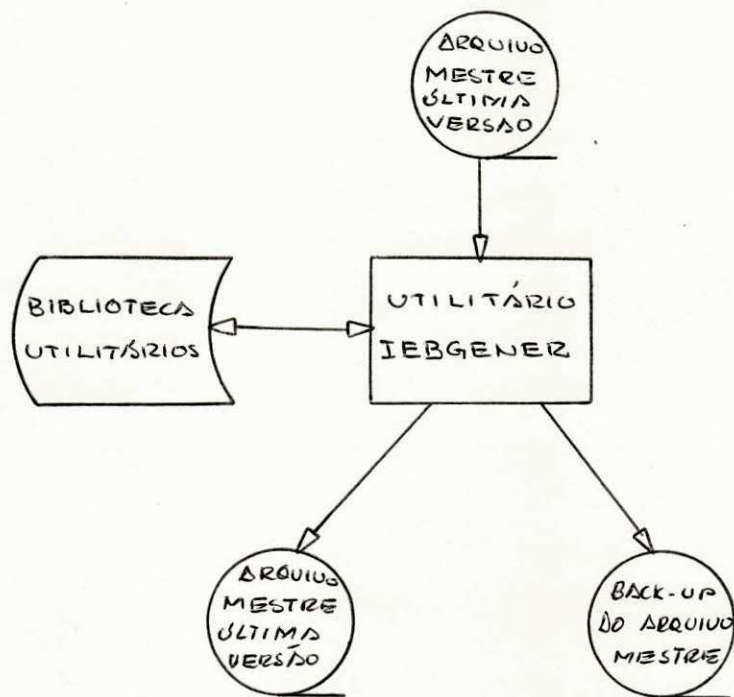 ARQUIVO
MESTRE
ÚLTIMA
VERSÃO
BIBLIOTECA
UTILITÁRIOS
UTILITÁRIO
IEBGENER
ARQUIVO
MESTRE
ÚLTIMA
VERSÃO
BACK-UP
DO ARQUIVO
MESTRE